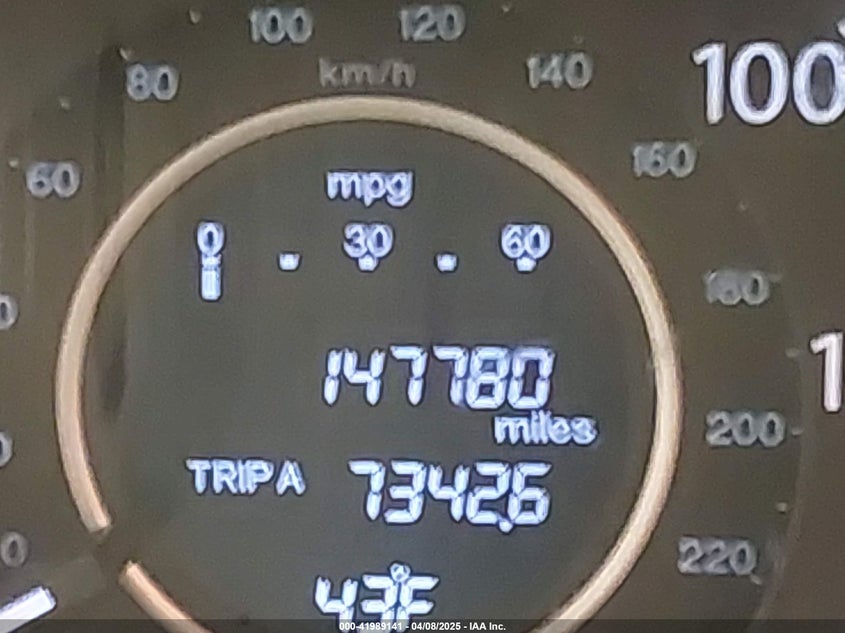 100 120
80 km/h 140
100
60 160
mpg
0 30 60
180
147780
miles
200
TRIP A 7342.6
220
43°F
000-41989141 - 04/08/2025 - IAA Inc.